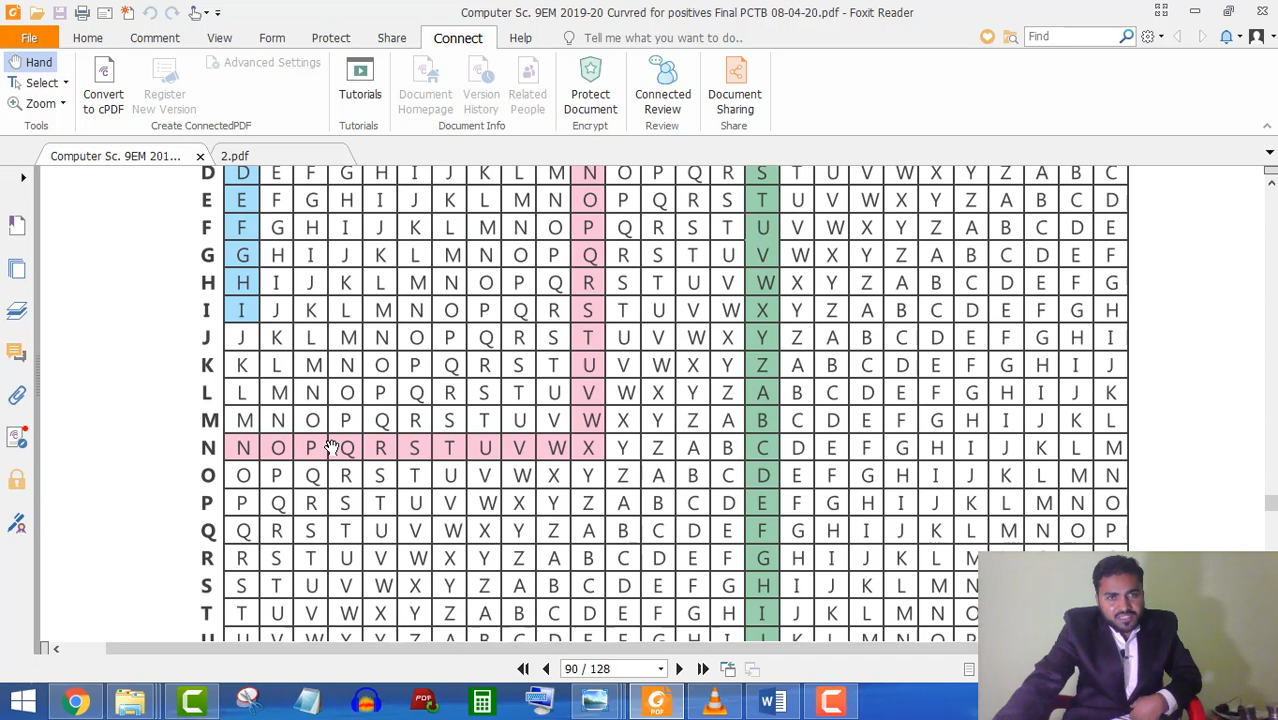 Computer Sc. 9EM 2019-20 Curvred for positives Final PCTB 08-04-20.pdf - Foxit Reader
File Home Comment View Form Protect Share Connect Help Tell me what you want to do.. Find
Hand
Select
Zoom
Tools
Convert to cPDF
Register New Version
Advanced Settings
Create ConnectedPDF
Tutorials
Tutorials
Document Homepage
Version History
Related People
Document Info
Protect Document
Encrypt
Connected Review
Review
Document Sharing
Share
Computer Sc. 9EM 201... 2.pdf
D D E F G H I J K L M N O P Q R S T U V W X Y Z A B C
E E F G H I J K L M N O P Q R S T U V W X Y Z A B C D
F F G H I J K L M N O P Q R S T U V W X Y Z A B C D E
G G H I J K L M N O P Q R S T U V W X Y Z A B C D E F
H H I J K L M N O P Q R S T U V W X Y Z A B C D E F G
I I J K L M N O P Q R S T U V W X Y Z A B C D E F G H
J J K L M N O P Q R S T U V W X Y Z A B C D E F G H I
K K L M N O P Q R S T U V W X Y Z A B C D E F G H I J
L L M N O P Q R S T U V W X Y Z A B C D E F G H I J K
M M N O P Q R S T U V W X Y Z A B C D E F G H I J K L
N N O P Q R S T U V W X Y Z A B C D E F G H I J K L M
O O P Q R S T U V W X Y Z A B C D E F G H I J K L M N
P P Q R S T U V W X Y Z A B C D E F G H I J K L M N O
Q Q R S T U V W X Y Z A B C D E F G H I J K L M N O P
R R S T U V W X Y Z A B C D E F G H I J K L M
S S T U V W X Y Z A B C D E F G H I J K L M N
T T U V W X Y Z A B C D E F G H I J K L M N O
U U V W X Y Z A B C D E F G H I J K L M N O P
90 / 128
PDF
PDF